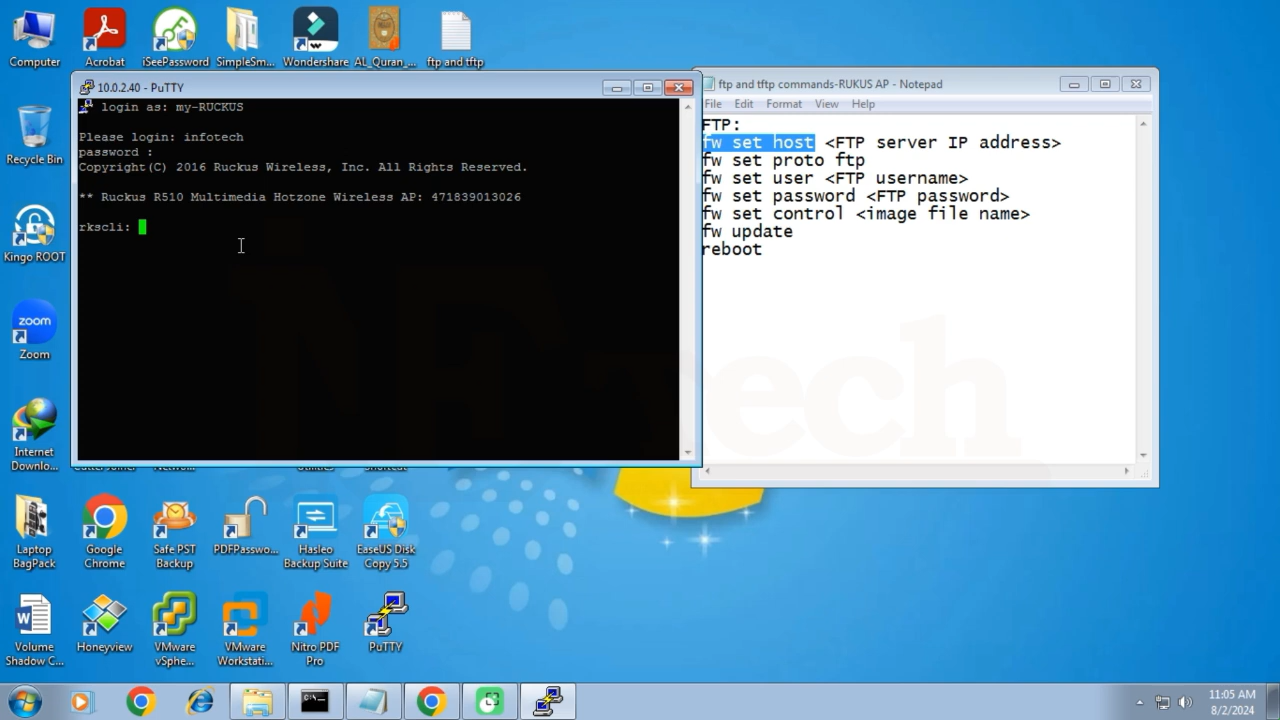 Computer
Acrobat
iSeePassword
SimpleSm...
Wondershare
AL_Quran_...
ftp and tftp
10.0.2.40 - PuTTY
login as: my-RUCKUS
Please login: infotech
password :
Copyright(C) 2016 Ruckus Wireless, Inc. All Rights Reserved.
** Ruckus R510 Multimedia Hotzone Wireless AP: 471839013026
rkscli:
ftp and tftp commands-RUKUS AP - Notepad
File Edit Format View Help
FTP:
fw set host <FTP server IP address>
fw set proto ftp
fw set user <FTP username>
fw set password <FTP password>
fw set control <image file name>
fw update
reboot
Recycle Bin
Kingo ROOT
zoom
Zoom
Internet
Downlo...
Laptop
BagPack
Google
Chrome
Safe PST
Backup
PDFPasswo...
Hasleo
Backup Suite
EaseUS Disk
Copy 5.5
Volume
Shadow C...
Honeyview
VMware
vSphe...
VMware
Workstati...
Nitro PDF
Pro
PuTTY
tech
11:05 AM
8/2/2024